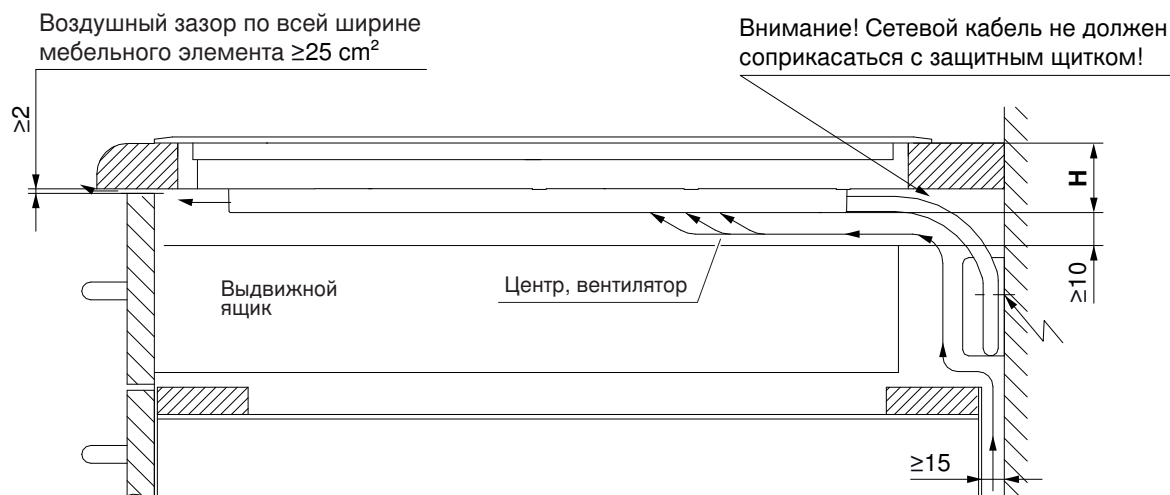 Воздушный зазор по всей ширине
мебельного элемента ≥25 cm²
Внимание! Сетевой кабель не должен
соприкасаться с защитным щитком!
≥2
H
Выдвижной
ящик
Центр, вентилятор
≥10
≥15